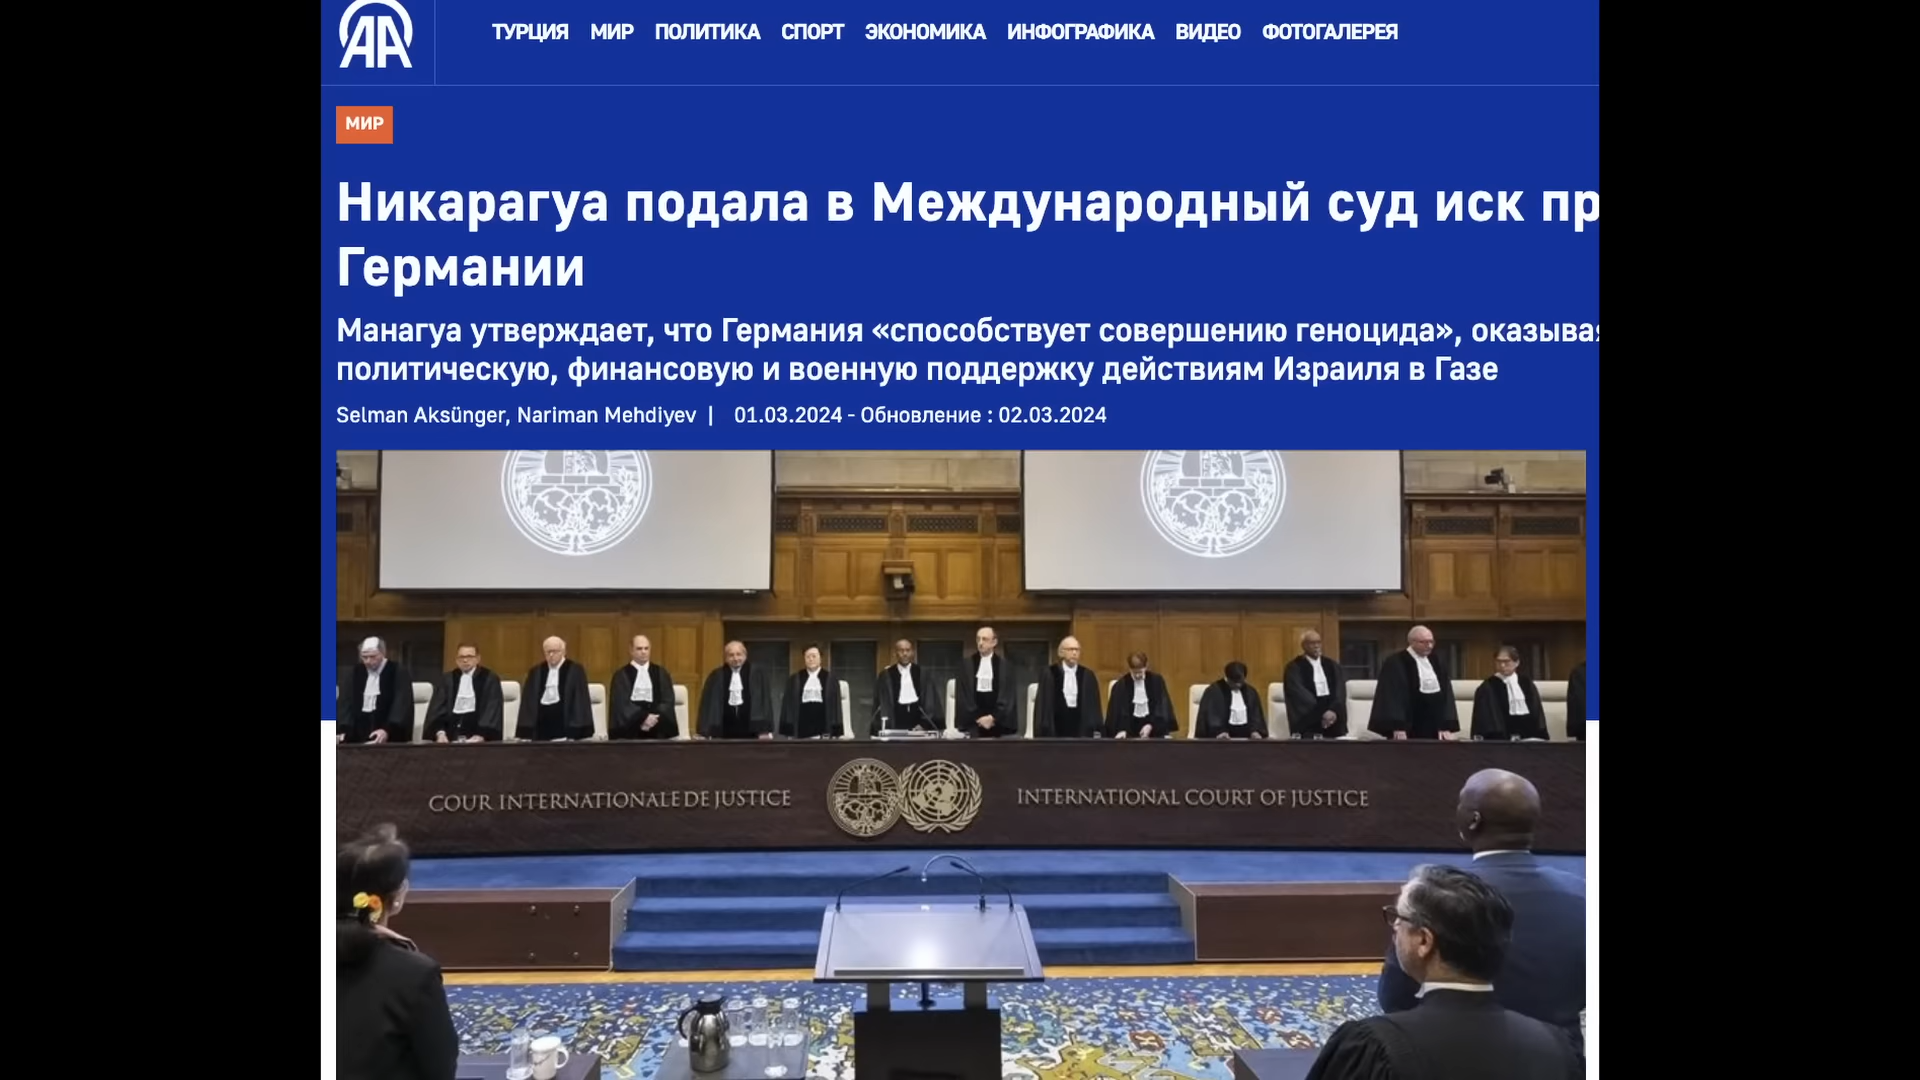 AA
ТУРЦИЯ МИР ПОЛИТИКА СПОРТ ЭКОНОМИКА ИНФОГРАФИКА ВИДЕО ФОТОГАЛЕРЕЯ
МИР
Никарагуа подала в Международный суд иск пр
Германии
Манагуа утверждает, что Германия «способствует совершению геноцида», оказыва
политическую, финансовую и военную поддержку действиям Израиля в Газе
Selman Aksünger, Nariman Mehdiyev | 01.03.2024 - Обновление : 02.03.2024
COUR INTERNATIONALE DE JUSTICE INTERNATIONAL COURT OF JUSTICE